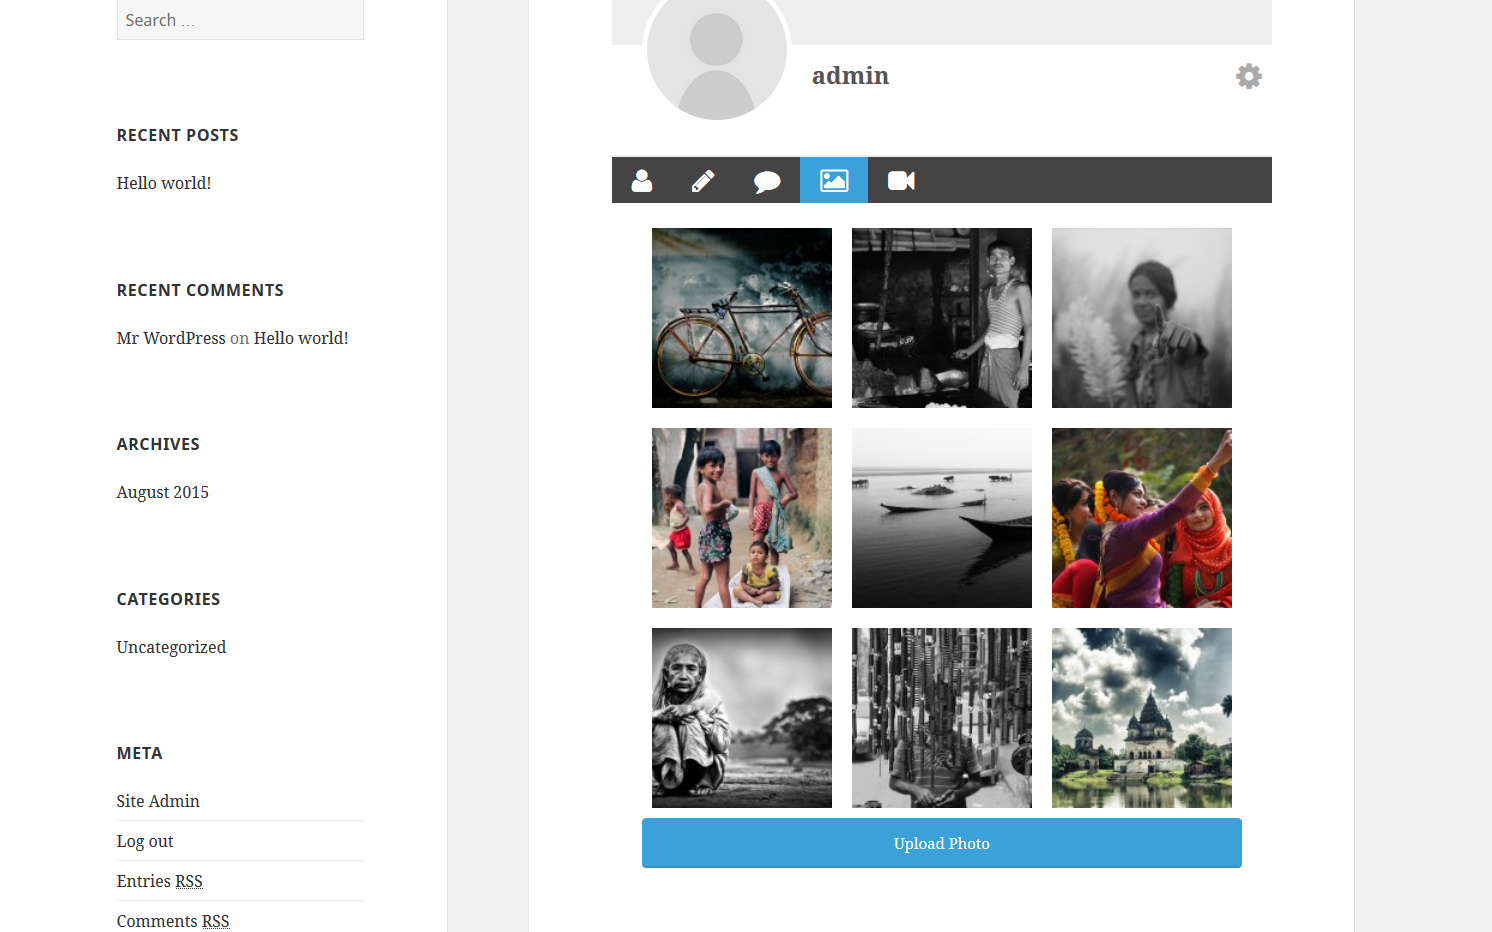 Search …
RECENT POSTS
Hello world!
RECENT COMMENTS
Mr WordPress on Hello world!
ARCHIVES
August 2015
CATEGORIES
Uncategorized
META
Site Admin
Log out
Entries RSS
Comments RSS
admin
Upload Photo